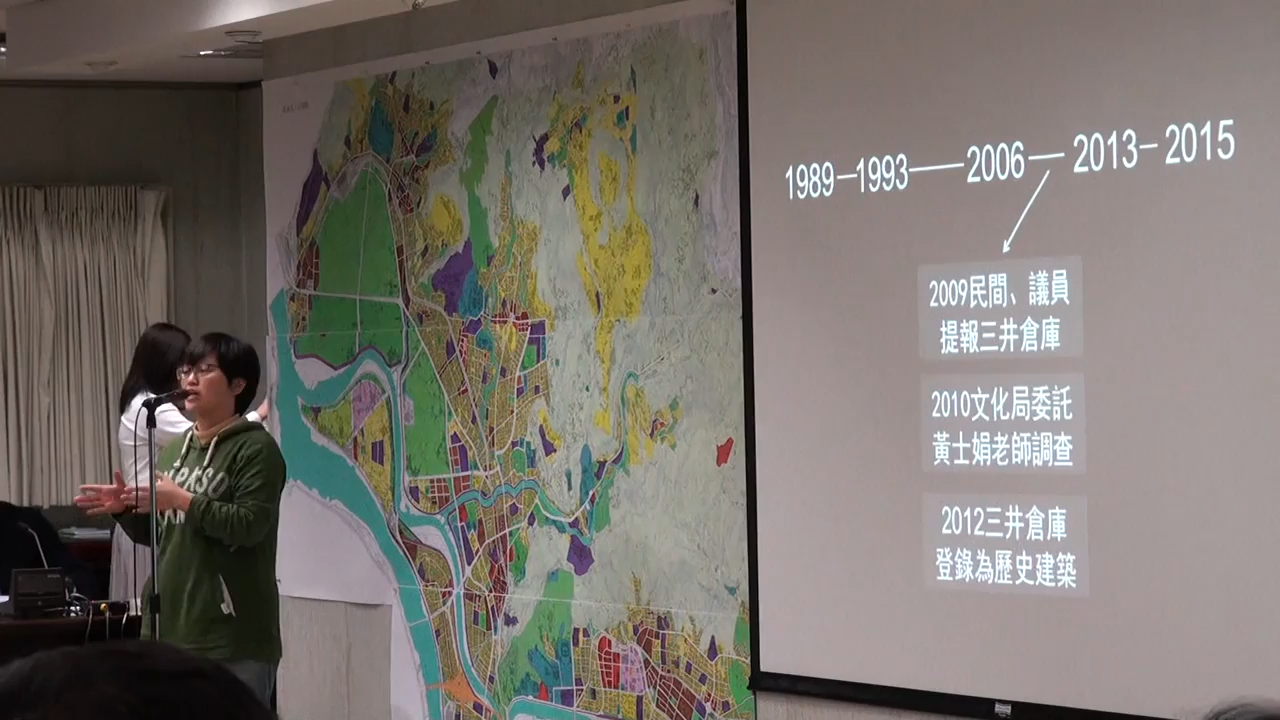 1989—1993——2006—2013—2015
2009民間、議員
提報三井倉庫
2010文化局委託
黃士娟老師調查
2012三井倉庫
登錄為歷史建築